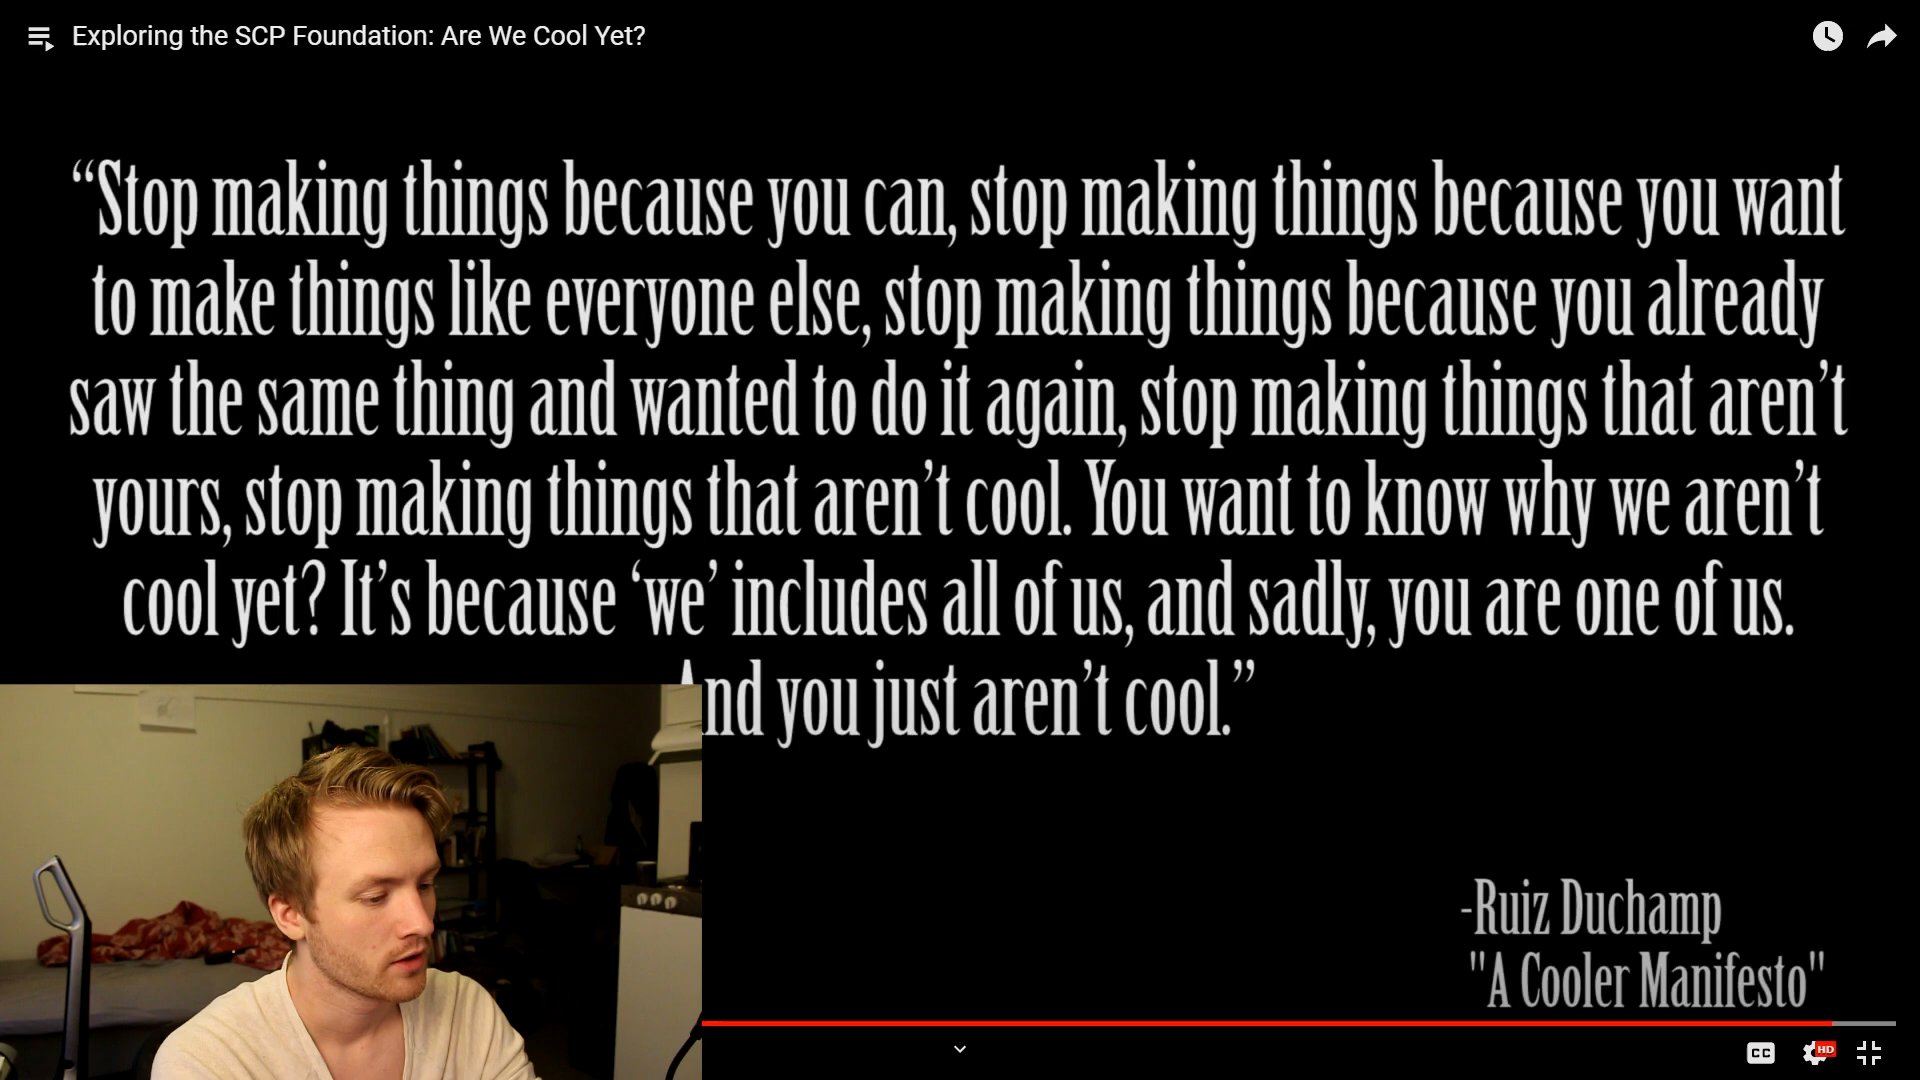 Exploring the SCP Foundation: Are We Cool Yet?
“Stop making things because you can, stop making things because you want
to make things like everyone else, stop making things because you already
saw the same thing and wanted to do it again, stop making things that aren’t
yours, stop making things that aren’t cool. You want to know why we aren’t
cool yet? It’s because ‘we’ includes all of us, and sadly, you are one of us.
And you just aren’t cool.”
-Ruiz Duchamp
"A Cooler Manifesto"
CC
HD